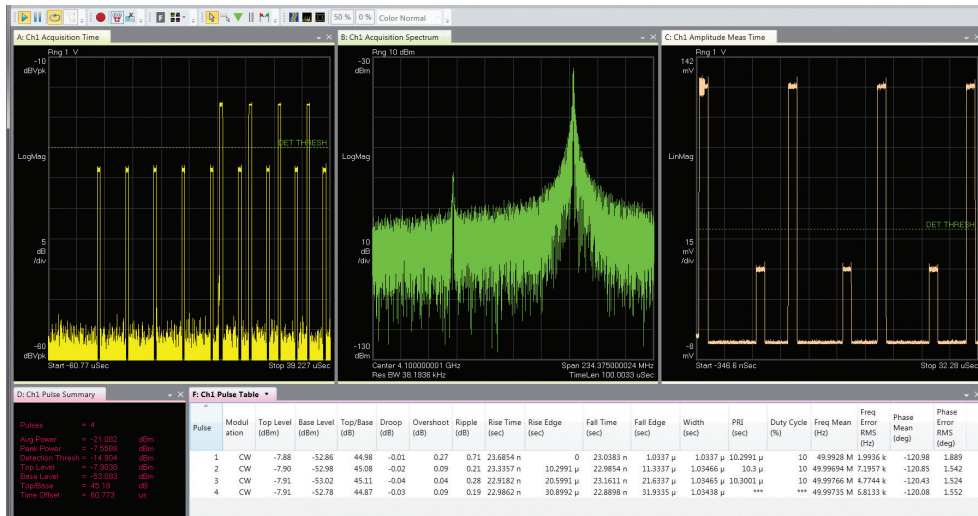 50 % 0 % Color Normal
A: Ch1 Acquisition Time
Rng 1 V
-10
dBVpk
DET THRESH
LogMag
5
dB
/div
-60
dBVpk
Start -60.77 uSec Stop 39.227 uSec
B: Ch1 Acquisition Spectrum
Rng 10 dBm
-30
dBm
LogMag
10
dB
/div
-130
dBm
Center 4.100000001 GHz Span 234.375000024 MHz
Res BW 38.1936 kHz TimeLen 100.0033 uSec
C: Ch1 Amplitude Meas Time
Rng 1 V
142
mV
LinMag
DET THRESH
15
mV
/div
-8
mV
Start -346.6 nSec Stop 32.28 uSec
D: Ch1 Pulse Summary
Pulses = 4
Avg Power = -21.082 dBm
Peak Power = -7.5588 dBm
Detection Thresh = -14.904 dBm
Top Level = -7.8038 dBm
Base Level = -53.093 dBm
Top/Base = 45.19 dB
Time Offset = 60.773 us
F: Ch1 Pulse Table
Pulse Modul ation Top Level (dBm) Base Level (dBm) Top/Base (dB) Droop (dB) Overshoot (dB) Ripple (dB) Rise Time (sec) Rise Edge (sec) Fall Time (sec) Fall Edge (sec) Width (sec) PRI (sec) Duty Cycle (%) Freq Mean (Hz) Freq Error RMS (Hz) Phase Mean (deg) Phase Error RMS (deg)
1 CW -7.88 -52.86 44.98 -0.01 0.27 0.71 23.6854 n 0 23.0383 n 1.0337 µ 1.0337 µ 10.2991 µ 10 49.9928 M 1.9936 k -120.98 1.889
2 CW -7.90 -52.98 45.08 -0.02 0.09 0.21 23.3357 n 10.2991 µ 22.9854 n 11.3337 µ 1.03466 µ 10.3 µ 10 49.99694 M 7.1957 k -120.85 1.542
3 CW -7.91 -53.02 45.11 -0.04 0.04 0.28 22.9182 n 20.5991 µ 23.1611 n 21.6337 µ 1.03465 µ 10.3001 µ 10 49.99766 M 4.7744 k -120.43 1.524
4 CW -7.91 -52.78 44.87 -0.03 0.09 0.19 22.9862 n 30.8992 µ 22.8898 n 31.9335 µ 1.03438 µ *** *** 49.99735 M 6.8133 k -120.08 1.552